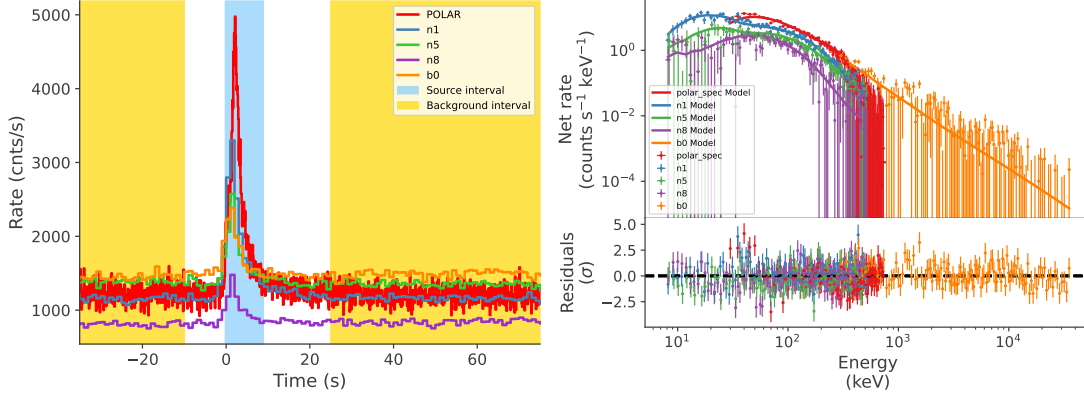 5000
4000
3000
2000
1000
Rate (cnts/s)
−20
0
20
40
60
Time (s)
POLAR
n1
n5
n8
b0
Source interval
Background interval
10⁰
10⁻²
10⁻⁴
Net rate
(counts s⁻¹ keV⁻¹)
polar_spec Model
n1 Model
n5 Model
n8 Model
b0 Model
polar_spec
n1
n5
n8
b0
5.0
2.5
0.0
−2.5
Residuals
(σ)
10¹
10²
10³
10⁴
Energy
(keV)